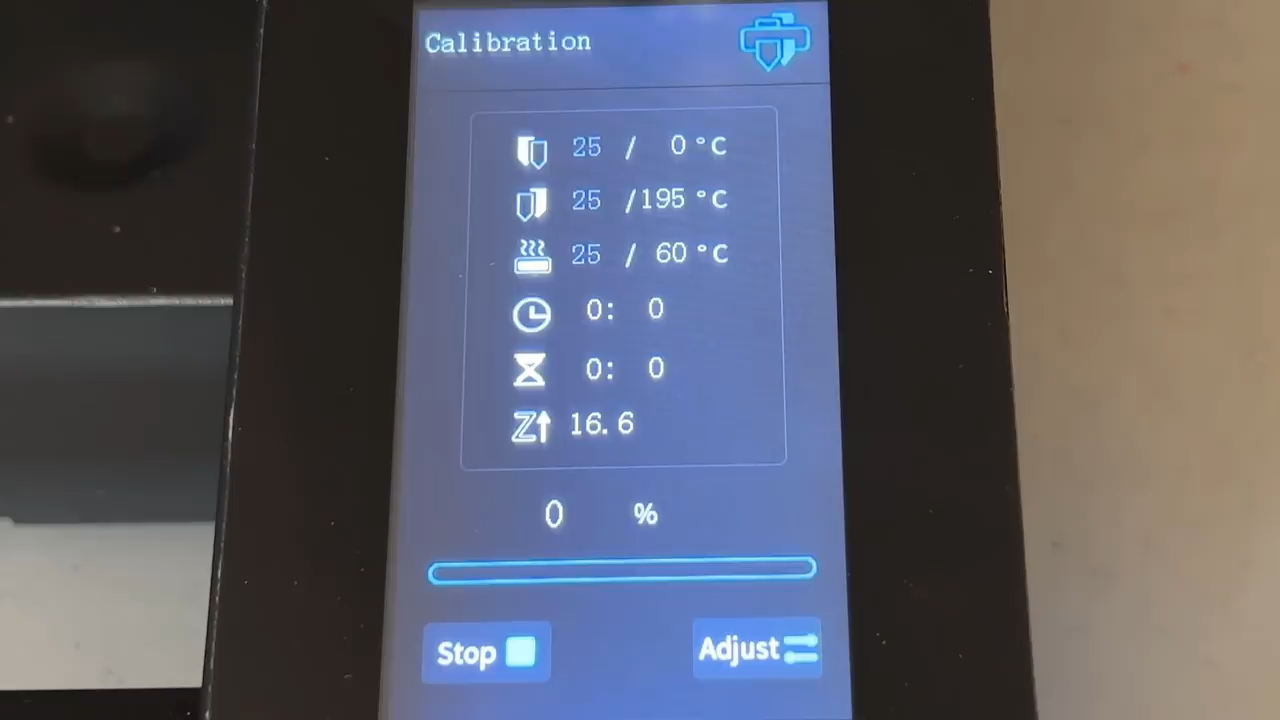 Calibration
25 / 0 °C
25 /195 °C
25 / 60 °C
0: 0
0: 0
Z 16.6
0 %
Stop
Adjust